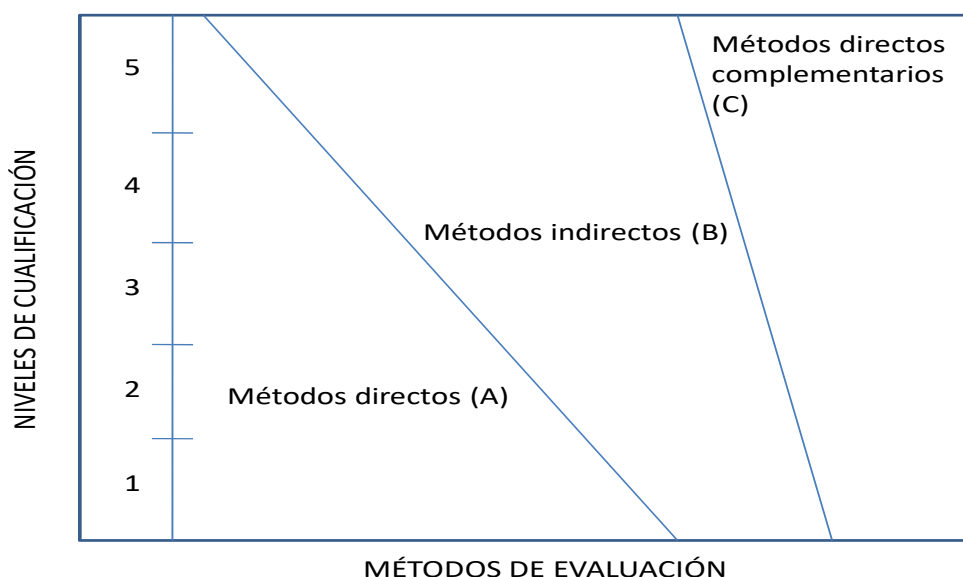 NIVELES DE CUALIFICACIÓN
5
4
3
2
1
Métodos directos
complementarios
(C)
Métodos indirectos (B)
Métodos directos (A)
MÉTODOS DE EVALUACIÓN